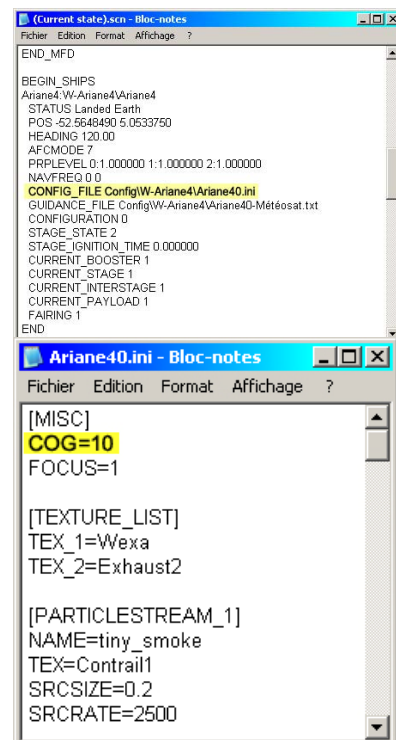 (Current state).scn - Bloc-notes
Fichier Edition Format Affichage ?
END_MFD
BEGIN_SHIPS
Ariane4:W-Ariane4\Ariane4
STATUS Landed Earth
POS -52.5648490 5.0533750
HEADING 120.00
AFCMODE 7
PRPLEVEL 0:1.000000 1:1.000000 2:1.000000
NAVFREQ 0 0
CONFIG_FILE Config\W-Ariane4\Ariane40.ini
GUIDANCE_FILE Config\W-Ariane4\Ariane40-Météosat.txt
CONFIGURATION 0
STAGE_STATE 2
STAGE_IGNITION_TIME 0.000000
CURRENT_BOOSTER 1
CURRENT_STAGE 1
CURRENT_INTERSTAGE 1
CURRENT_PAYLOAD 1
FAIRING 1
END
Ariane40.ini - Bloc-notes
Fichier Edition Format Affichage ?
[MISC]
COG=10
FOCUS=1
[TEXTURE_LIST]
TEX_1=Wexa
TEX_2=Exhaust2
[PARTICLESTREAM_1]
NAME=tiny_smoke
TEX=Contrail1
SRCSIZE=0.2
SRCRATE=2500